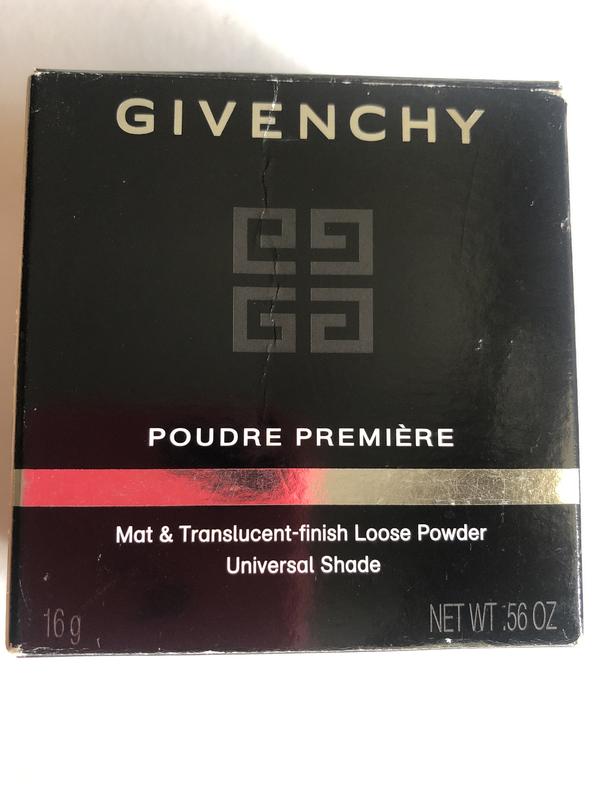 GIVENCHY
POUDRE PREMIÈRE
Mat & Translucent-finish Loose Powder
Universal Shade
16 g
NET WT .56 OZ